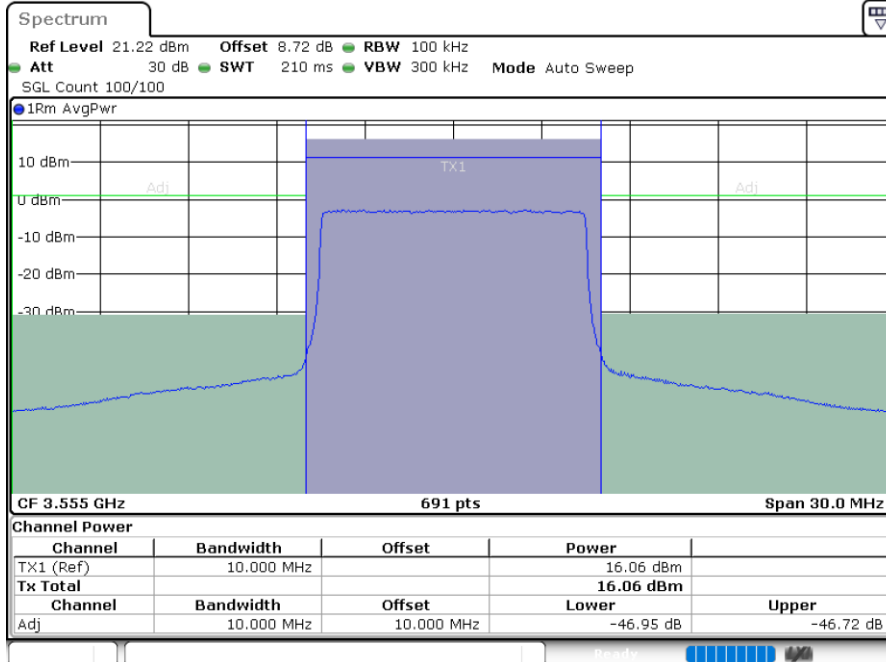 Spectrum
Ref Level 21.22 dBm Offset 8.72 dB RBW 100 kHz
Att 30 dB SWT 210 ms VBW 300 kHz Mode Auto Sweep
SGL Count 100/100
1Rm AvgPwr
10 dBm
TX1
Adj Adj
0 dBm
-10 dBm
-20 dBm
-30 dBm
CF 3.555 GHz 691 pts Span 30.0 MHz
Channel Power
Channel Bandwidth Offset Power
TX1 (Ref) 10.000 MHz 16.06 dBm
Tx Total 16.06 dBm
Channel Bandwidth Offset Lower Upper
Adj 10.000 MHz 10.000 MHz -46.95 dB -46.72 dB
Ready